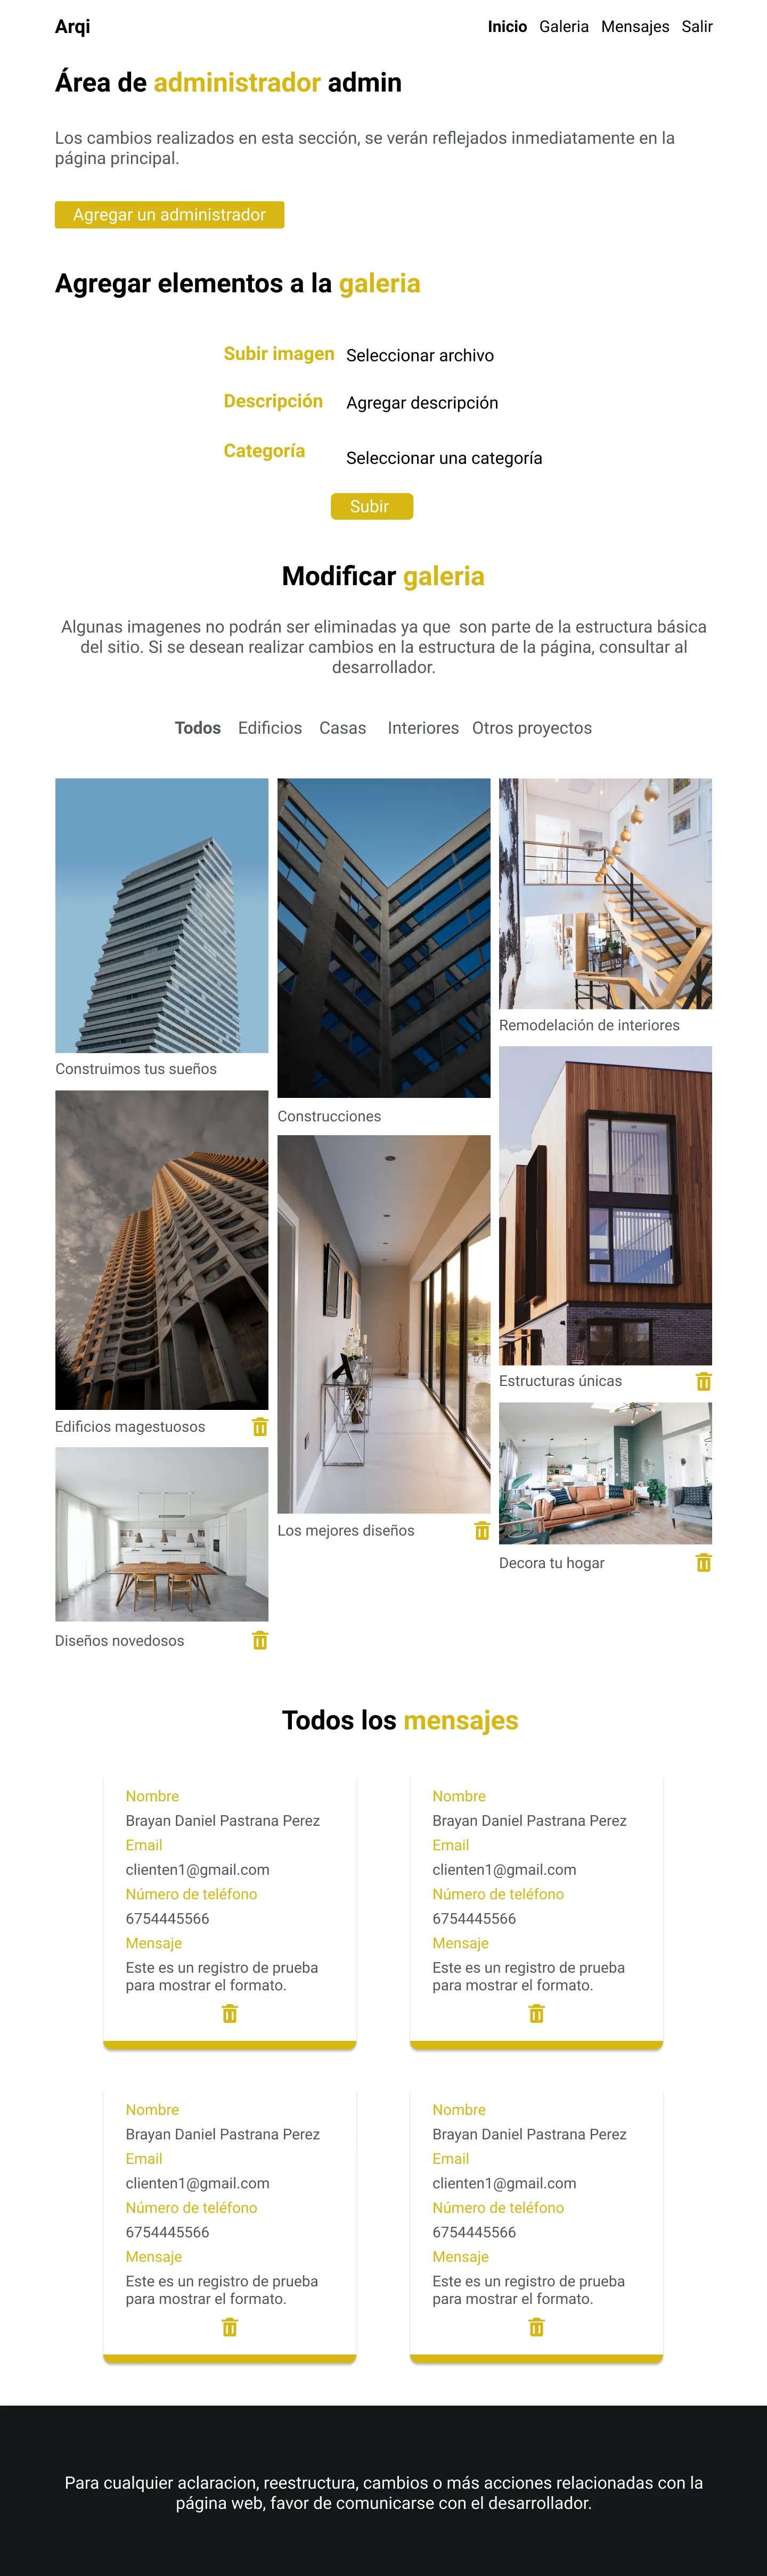 Arqi
Inicio Galeria Mensajes Salir
Área de administrador admin
Los cambios realizados en esta sección, se verán reflejados inmediatamente en la
página principal.
Agregar un administrador
Agregar elementos a la galeria
Subir imagen Seleccionar archivo
Descripción Agregar descripción
Categoría Seleccionar una categoría
Subir
Modificar galeria
Algunas imagenes no podrán ser eliminadas ya que son parte de la estructura básica
del sitio. Si se desean realizar cambios en la estructura de la página, consultar al
desarrollador.
Todos Edificios Casas Interiores Otros proyectos
Construimos tus sueños
Edificios magestuosos
Diseños novedosos
Construcciones
Los mejores diseños
Remodelación de interiores
Estructuras únicas
Decora tu hogar
Todos los mensajes
Nombre
Brayan Daniel Pastrana Perez
Email
clienten1@gmail.com
Número de teléfono
6754445566
Mensaje
Este es un registro de prueba
para mostrar el formato.
Nombre
Brayan Daniel Pastrana Perez
Email
clienten1@gmail.com
Número de teléfono
6754445566
Mensaje
Este es un registro de prueba
para mostrar el formato.
Nombre
Brayan Daniel Pastrana Perez
Email
clienten1@gmail.com
Número de teléfono
6754445566
Mensaje
Este es un registro de prueba
para mostrar el formato.
Nombre
Brayan Daniel Pastrana Perez
Email
clienten1@gmail.com
Número de teléfono
6754445566
Mensaje
Este es un registro de prueba
para mostrar el formato.
Para cualquier aclaracion, reestructura, cambios o más acciones relacionadas con la
página web, favor de comunicarse con el desarrollador.